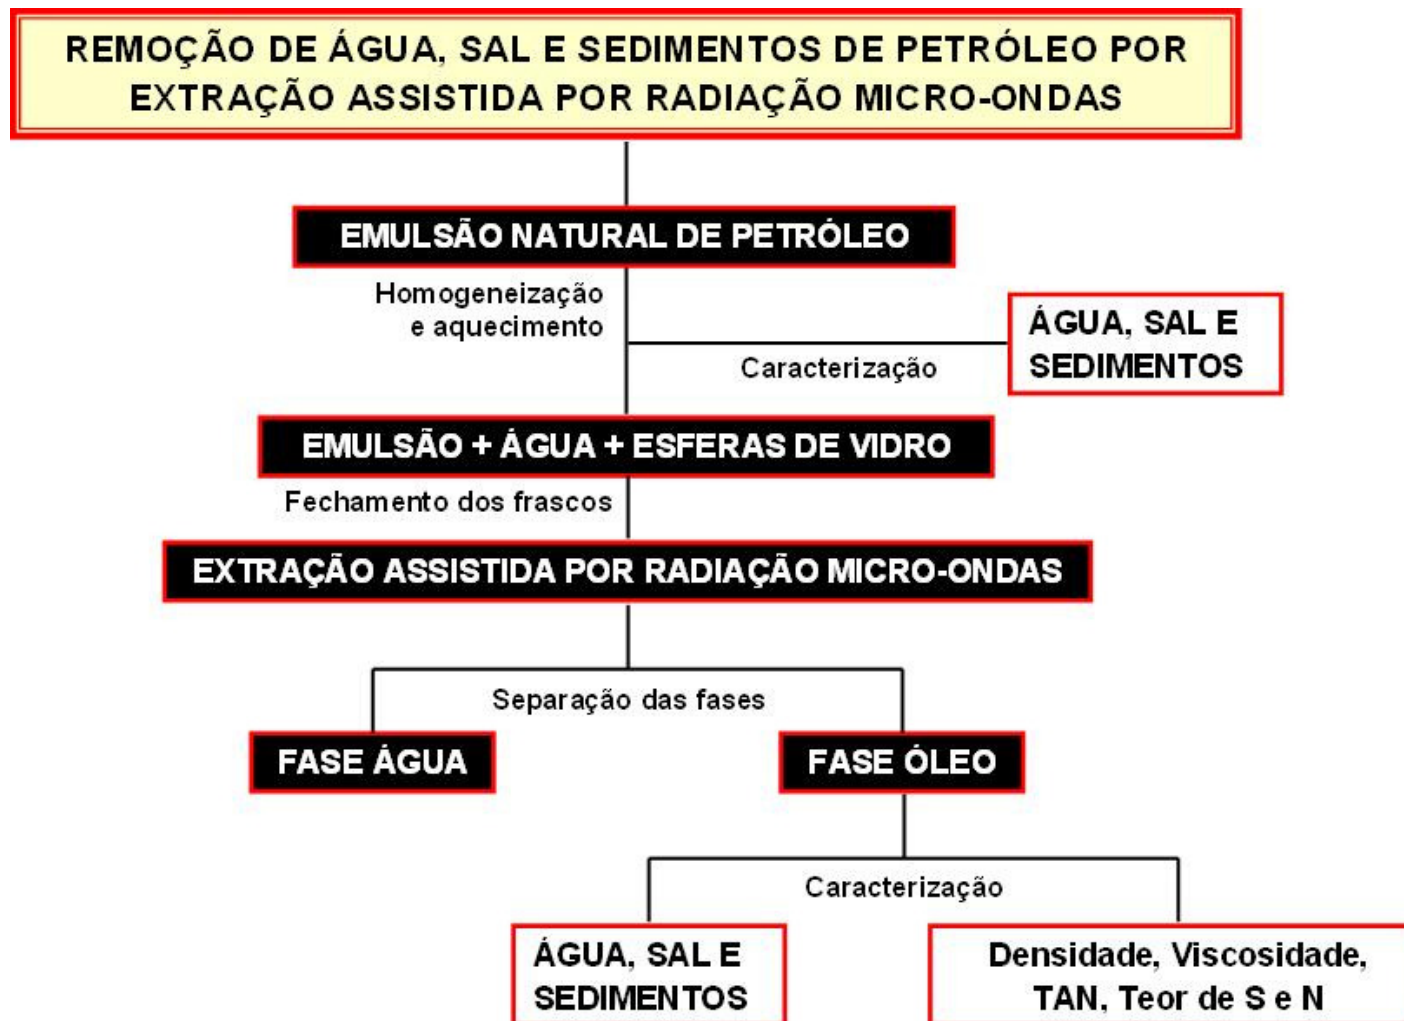 REMOÇÃO DE ÁGUA, SAL E SEDIMENTOS DE PETRÓLEO POR
EXTRAÇÃO ASSISTIDA POR RADIAÇÃO MICRO-ONDAS
EMULSÃO NATURAL DE PETRÓLEO
Homogeneização
e aquecimento
ÁGUA, SAL E
SEDIMENTOS
Caracterização
EMULSÃO + ÁGUA + ESFERAS DE VIDRO
Fechamento dos frascos
EXTRAÇÃO ASSISTIDA POR RADIAÇÃO MICRO-ONDAS
Separação das fases
FASE ÁGUA
FASE ÓLEO
Caracterização
ÁGUA, SAL E
SEDIMENTOS
Densidade, Viscosidade,
TAN, Teor de S e N